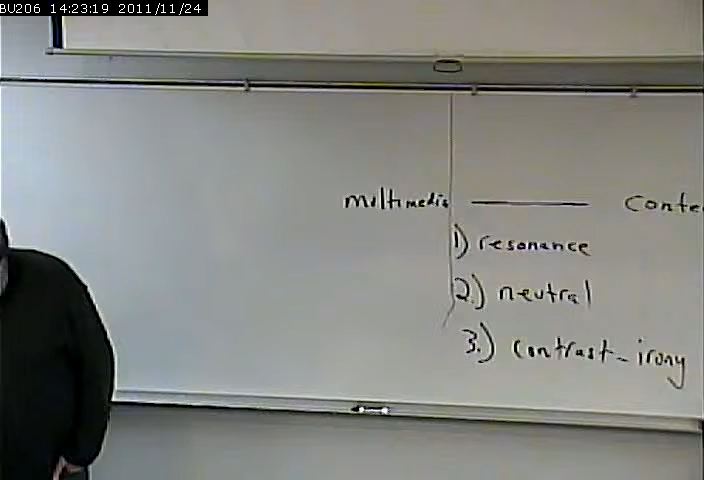 BU206 14:23:19 2011/11/24
multimedia —— conte
1) resonance
2.) neutral
3.) contrast - irony